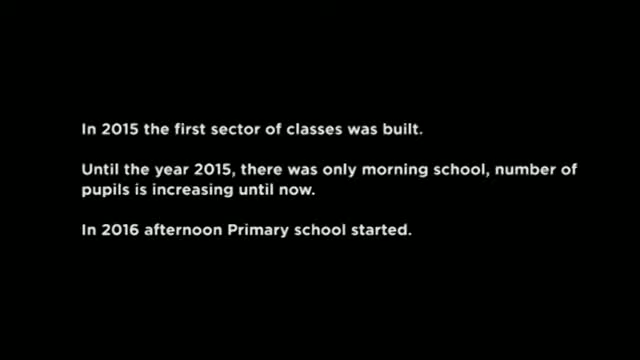 In 2015 the first sector of classes was built.
Until the year 2015, there was only morning school, number of
pupils is increasing until now.
In 2016 afternoon Primary school started.